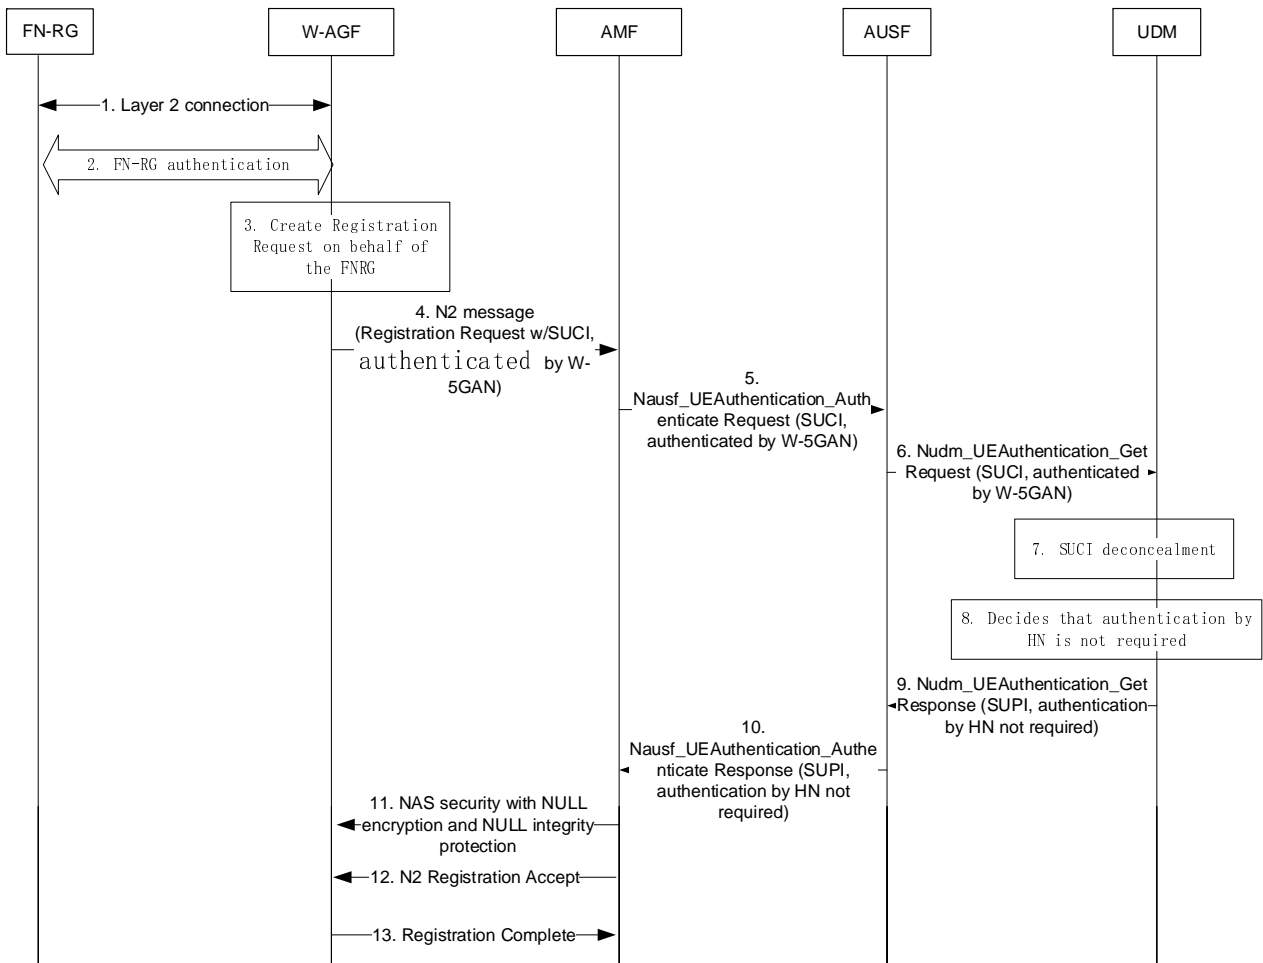 FN-RG
W-AGF
AMF
AUSF
UDM
1. Layer 2 connection
2. FN-RG authentication
3. Create Registration
Request on behalf of
the FNRG
4. N2 message
(Registration Request w/SUCI,
authenticated by W-
5GAN)
5.
Nausf_UEAuthentication_Auth
enticate Request (SUCI,
authenticated by W-5GAN)
6. Nudm_UEAuthentication_Get
Request (SUCI, authenticated
by W-5GAN)
7. SUCI deconcealment
8. Decides that authentication by
HN is not required
9. Nudm_UEAuthentication_Get
Response (SUPI, authentication
by HN not required)
10.
Nausf_UEAuthentication_Authe
nticate Response (SUPI,
authentication by HN not
required)
11. NAS security with NULL
encryption and NULL integrity
protection
12. N2 Registration Accept
13. Registration Complete